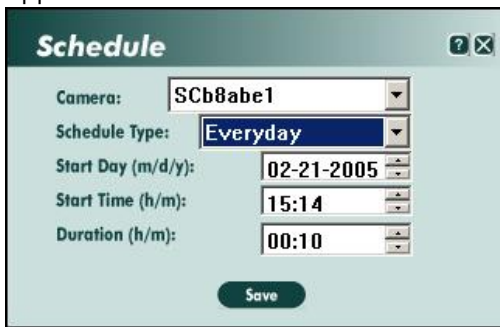 Schedule ?
Camera: SCb8abe1
Schedule Type: Everyday
Start Day (m/d/y): 02-21-2005
Start Time (h/m): 15:14
Duration (h/m): 00:10
Save